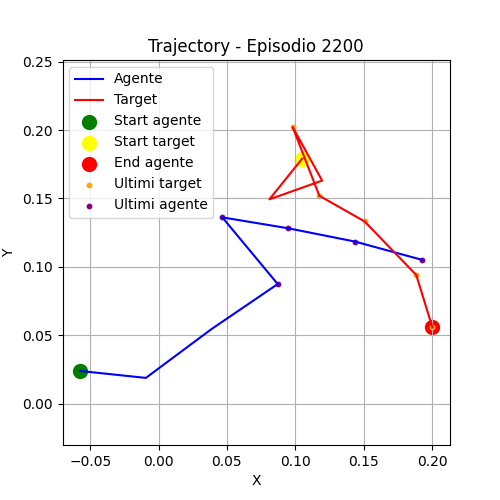 Trajectory - Episodio 2200
0.25
0.20
0.15
0.10
0.05
0.00
Y
Agente
Target
Start agente
Start target
End agente
Ultimi target
Ultimi agente
−0.05 0.00 0.05 0.10 0.15 0.20
X